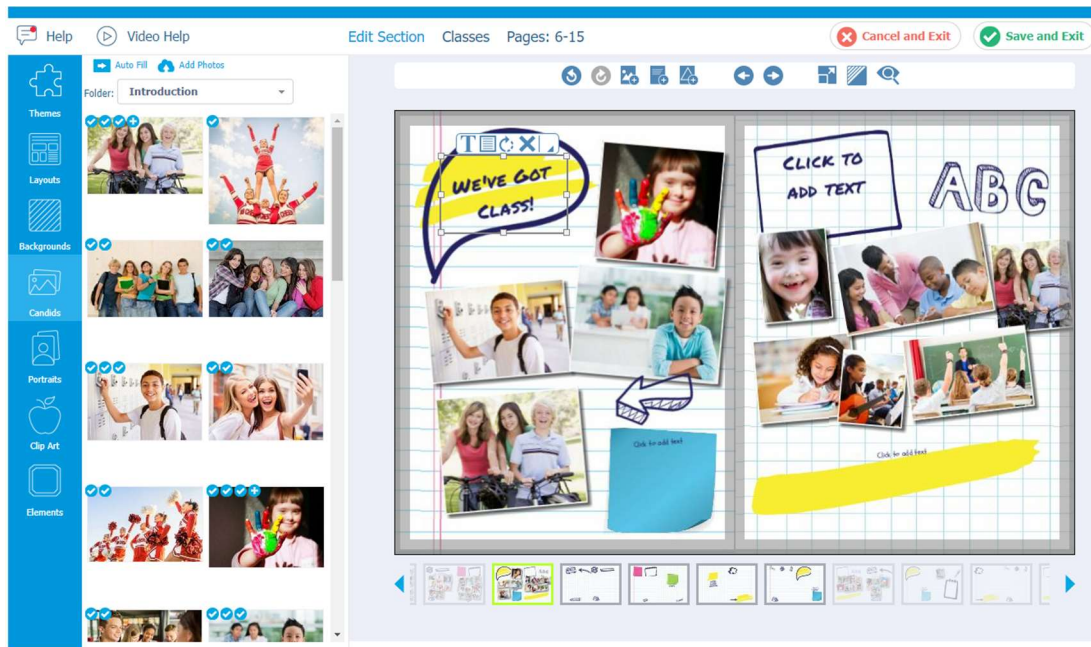 Help
Video Help
Edit Section
Classes
Pages: 6-15
Cancel and Exit
Save and Exit
Auto Fill
Add Photos
Folder:
Introduction
Themes
Layouts
Backgrounds
Candids
Portraits
Clip Art
Elements
T
WE'VE GOT
CLASS!
Click to add text
CLICK TO
ADD TEXT
ABC
Click to add text